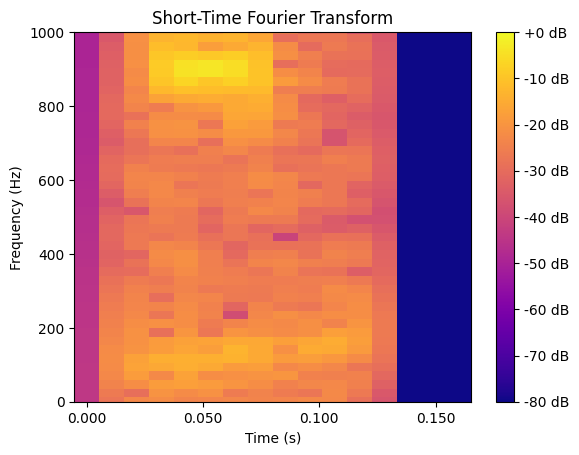 Short-Time Fourier Transform
Frequency (Hz)
1000
800
600
400
200
0
0.000
0.050
0.100
0.150
Time (s)
+0 dB
-10 dB
-20 dB
-30 dB
-40 dB
-50 dB
-60 dB
-70 dB
-80 dB